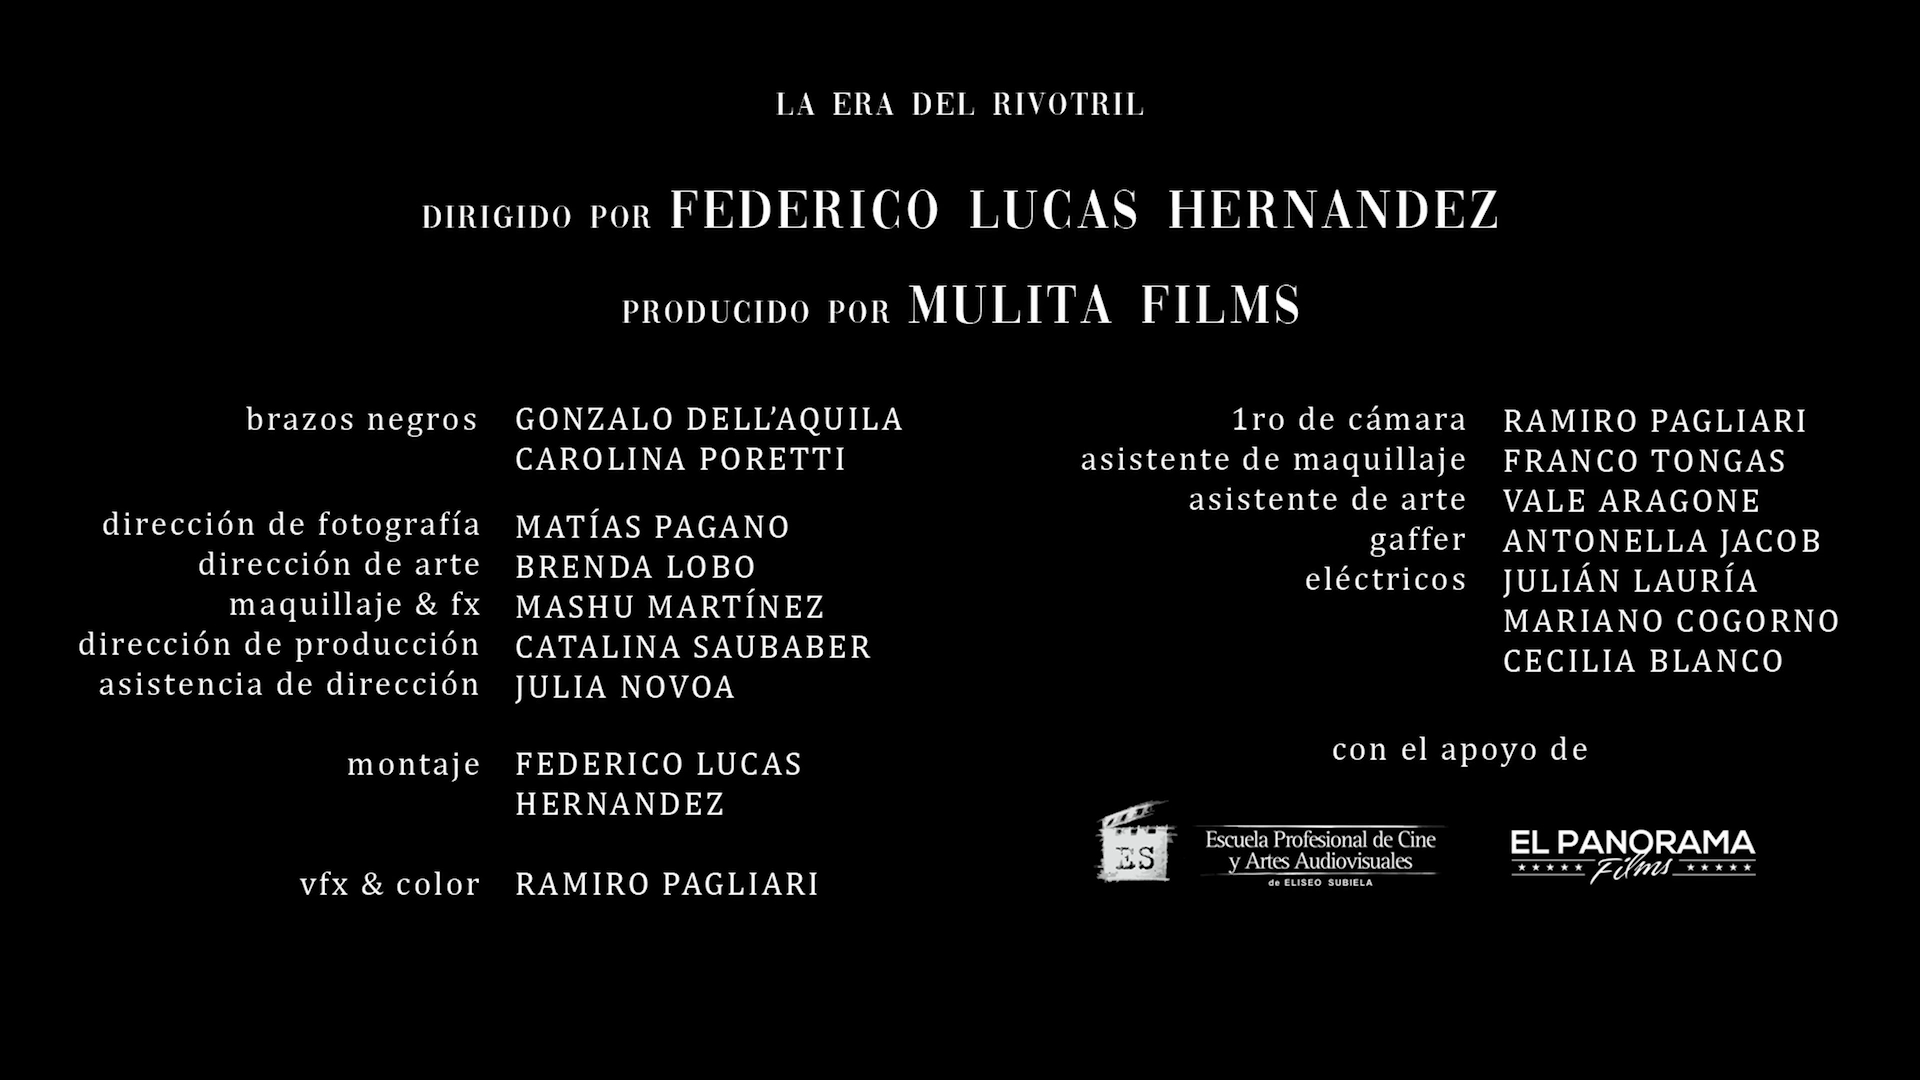 LA ERA DEL RIVOTRIL
DIRIGIDO POR FEDERICO LUCAS HERNANDEZ
PRODUCIDO POR MULITA FILMS
brazos negros GONZALO DELL’AQUILA
CAROLINA PORETTI
dirección de fotografía MATÍAS PAGANO
dirección de arte BRENDA LOBO
maquillaje & fx MASHU MARTÍNEZ
dirección de producción CATALINA SAUBABER
asistencia de dirección JULIA NOVOA
montaje FEDERICO LUCAS
HERNANDEZ
vfx & color RAMIRO PAGLIARI
1ro de cámara RAMIRO PAGLIARI
asistente de maquillaje FRANCO TONGAS
asistente de arte VALE ARAGONE
gaffer ANTONELLA JACOB
eléctricos JULIÁN LAURÍA
MARIANO COGORNO
CECILIA BLANCO
con el apoyo de
ES
Escuela Profesional de Cine
y Artes Audiovisuales
de ELISEO SUBIELA
EL PANORAMA
Films